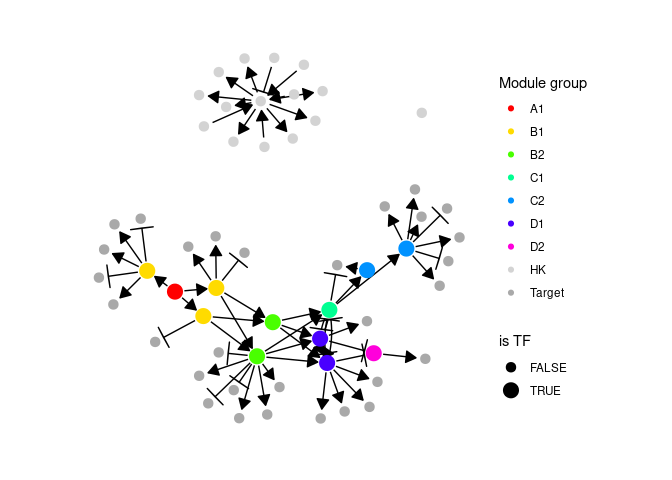 Module group
A1
B1
B2
C1
C2
D1
D2
HK
Target
is TF
FALSE
TRUE